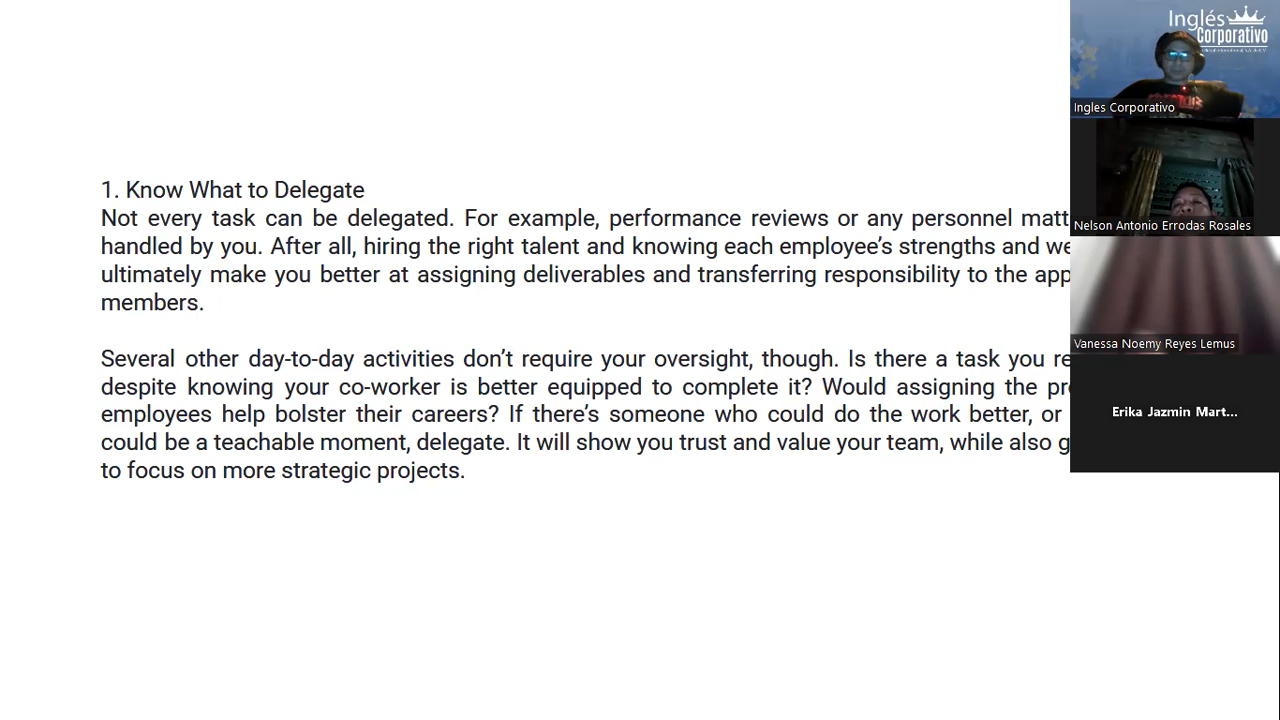 1. Know What to Delegate
Not every task can be delegated. For example, performance reviews or any personnel
handled by you. After all, hiring the right talent and knowing each employee's strengths and
ultimately make you better at assigning deliverables and transferring responsibility to the
members.
Several other day-to-day activities don't require your oversight, though. Is there a task you
despite knowing your co-worker is better equipped to complete it? Would assigning the
employees help bolster their careers? If there's someone who could do the work better, or
could be a teachable moment, delegate. It will show you trust and value your team, while also
to focus on more strategic projects.
Inglés
Corporativo
Ingles Corporativo
Nelson Antonio Errodas Rosales
Vanessa Noemy Reyes Lemus
Erika Jazmin Mart...